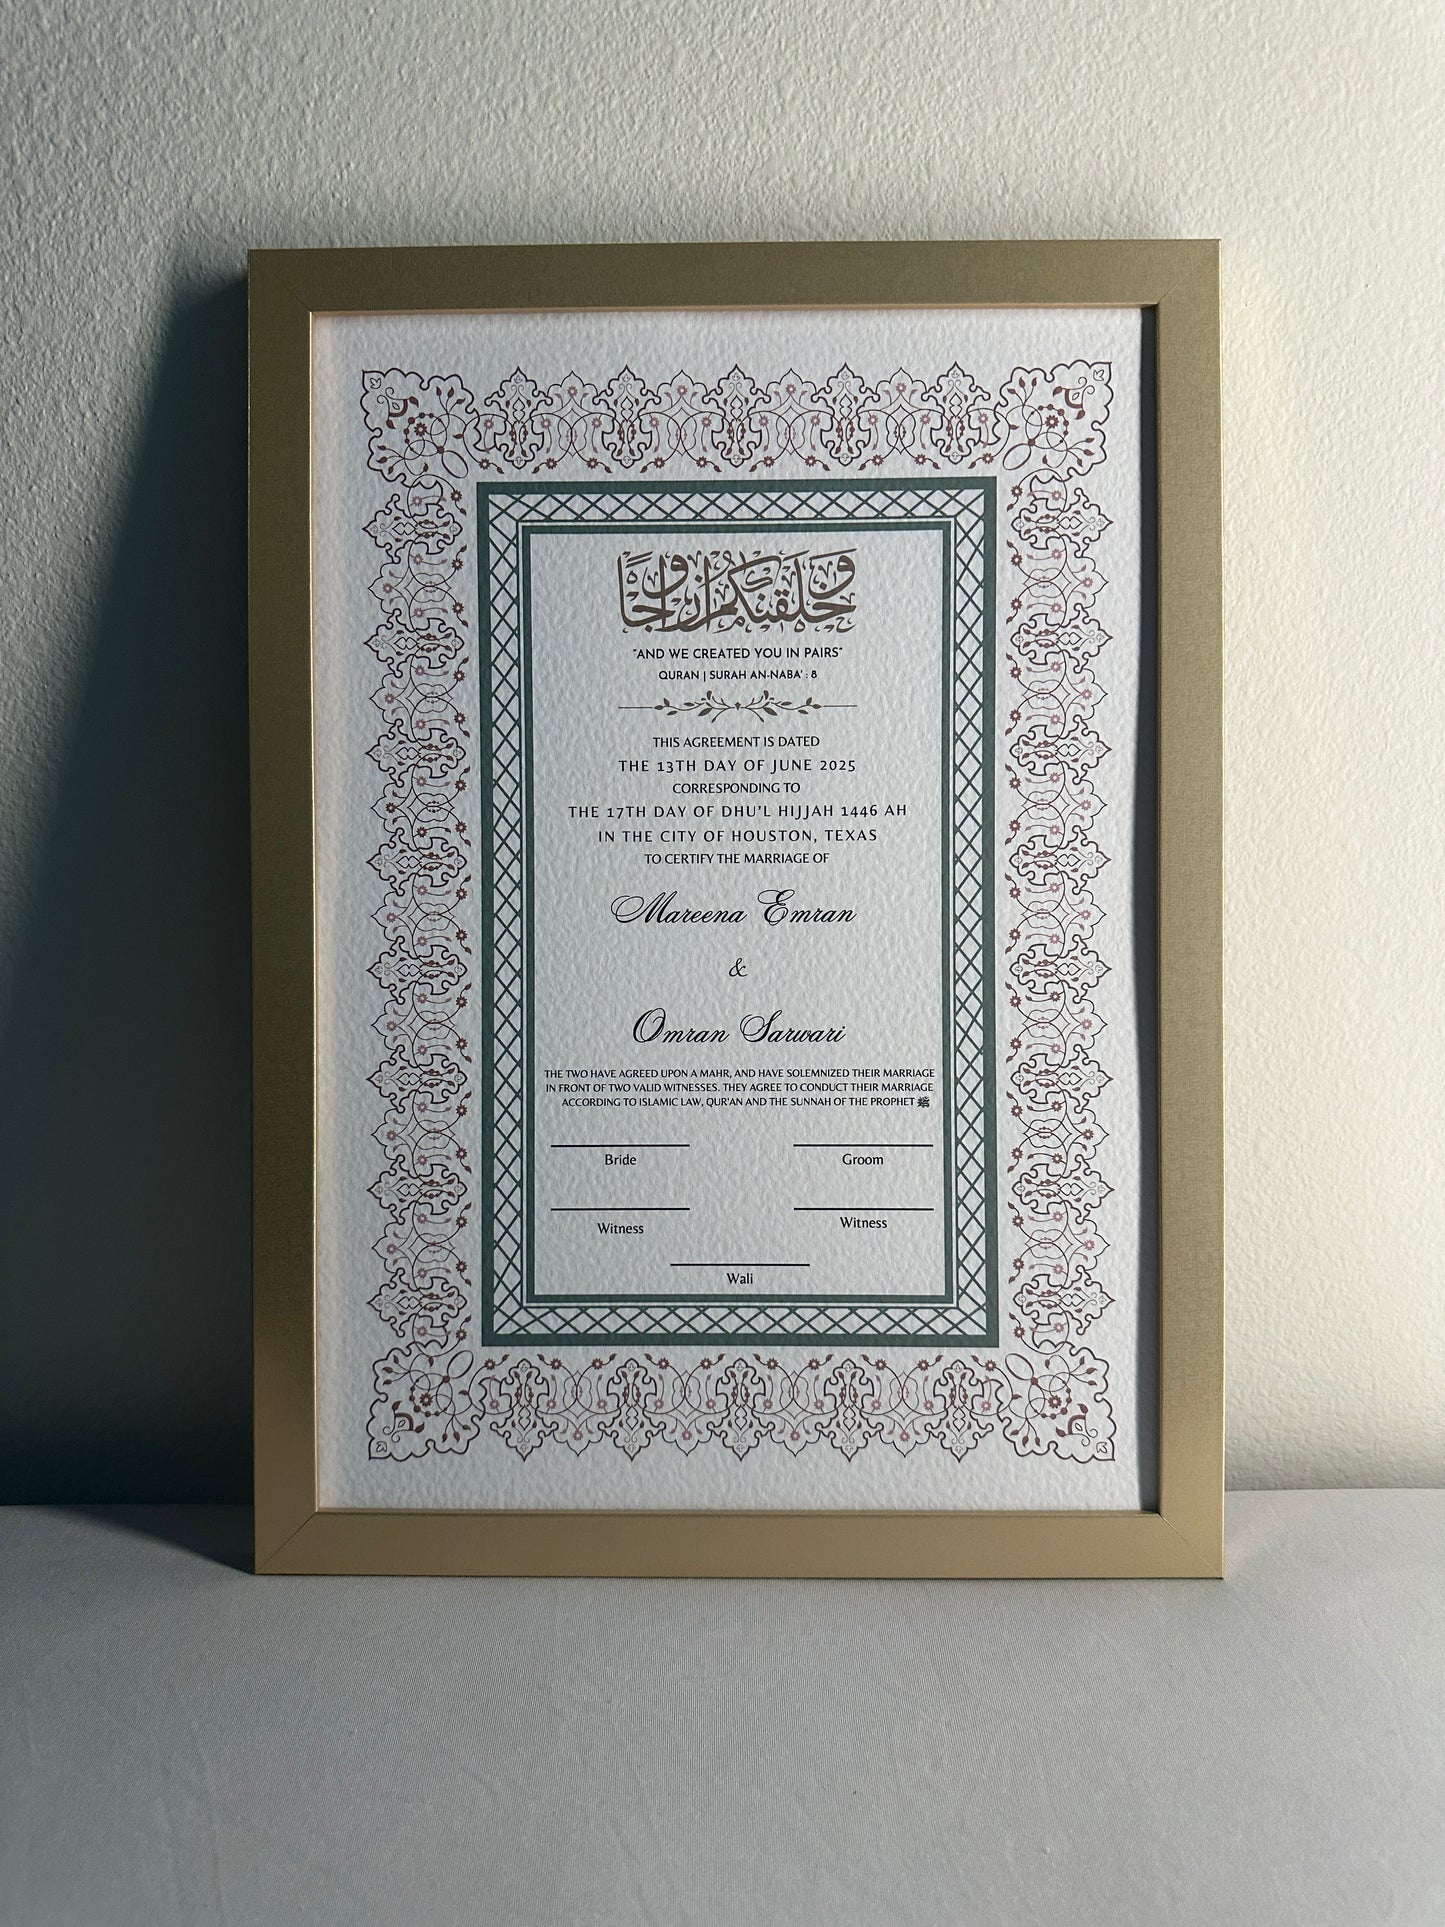 وَخَلَقْنَٰكُمْ أَزْوَٰجًا
"AND WE CREATED YOU IN PAIRS"
QURAN | SURAH AN-NABA' : 8
THIS AGREEMENT IS DATED
THE 13TH DAY OF JUNE 2025
CORRESPONDING TO
THE 17TH DAY OF DHU'L HIJJAH 1446 AH
IN THE CITY OF HOUSTON, TEXAS
TO CERTIFY THE MARRIAGE OF
Mareena Emran
&
Omran Sarwari
THE TWO HAVE AGREED UPON A MAHR, AND HAVE SOLEMNIZED THEIR MARRIAGE
IN FRONT OF TWO VALID WITNESSES. THEY AGREE TO CONDUCT THEIR MARRIAGE
ACCORDING TO ISLAMIC LAW, QUR'AN AND THE SUNNAH OF THE PROPHET ﷺ
Bride Groom
Witness Witness
Wali